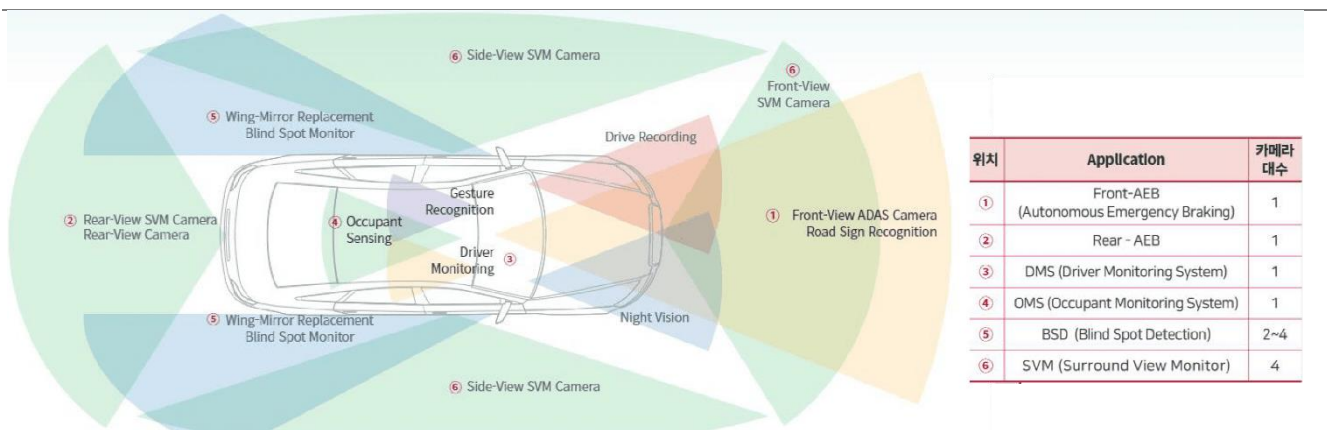 ⑥ Side-View SVM Camera
⑥
Front-View
SVM Camera
⑤ Wing-Mirror Replacement
Blind Spot Monitor
Drive Recording
Gesture
Recognition
② Rear-View SVM Camera
Rear-View Camera
④ Occupant
Sensing
① Front-View ADAS Camera
Road Sign Recognition
Driver
Monitoring ③
⑤ Wing-Mirror Replacement
Blind Spot Monitor
Night Vision
⑥ Side-View SVM Camera
위치 Application 카메라
대수
① Front-AEB
(Autonomous Emergency Braking) 1
② Rear - AEB 1
③ DMS (Driver Monitoring System) 1
④ OMS (Occupant Monitoring System) 1
⑤ BSD (Blind Spot Detection) 2~4
⑥ SVM (Surround View Monitor) 4